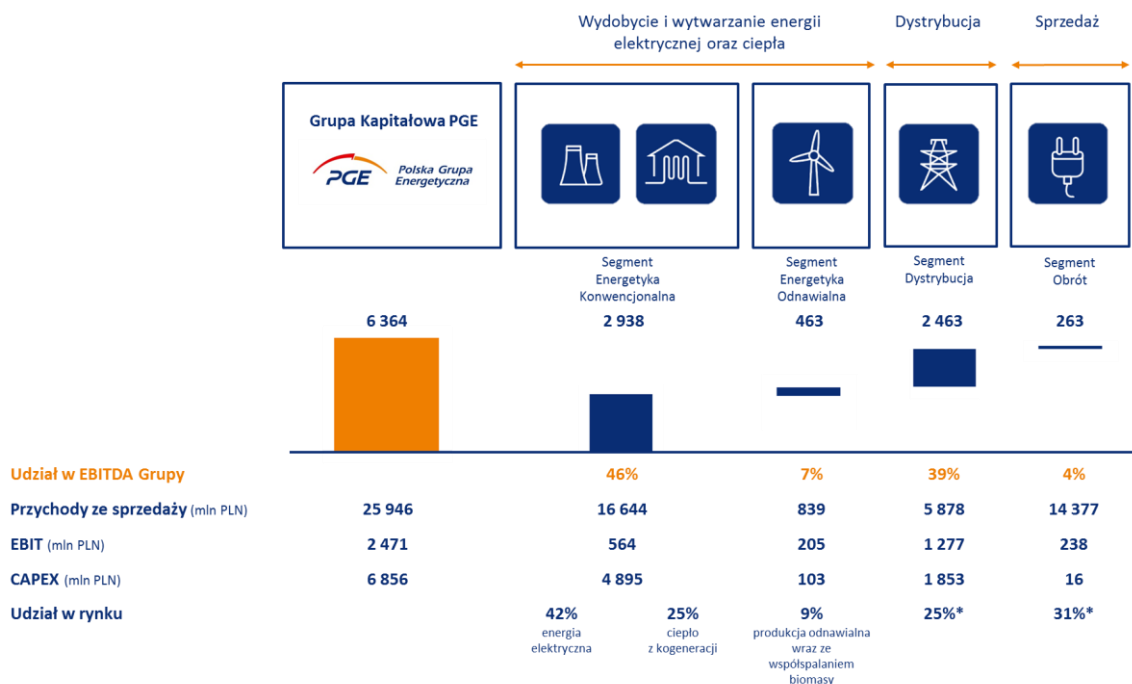 Wydobycie i wytwarzanie energii
elektrycznej oraz ciepła
Dystrybucja
Sprzedaż
Grupa Kapitałowa PGE
PGE
Polska Grupa
Energetyczna
Segment
Energetyka
Konwencjonalna
Segment
Energetyka
Odnawialna
Segment
Dystrybucja
Segment
Obrót
6 364 2 938 463 2 463 263
Udział w EBITDA Grupy 46% 7% 39% 4%
Przychody ze sprzedaży (mln PLN) 25 946 16 644 839 5 878 14 377
EBIT (mln PLN) 2 471 564 205 1 277 238
CAPEX (mln PLN) 6 856 4 895 103 1 853 16
Udział w rynku 42% 25% 9% 25%* 31%*
energia
elektryczna
ciepło
z kogeneracji
produkcja odnawialna
wraz ze
współspalaniem
biomasy